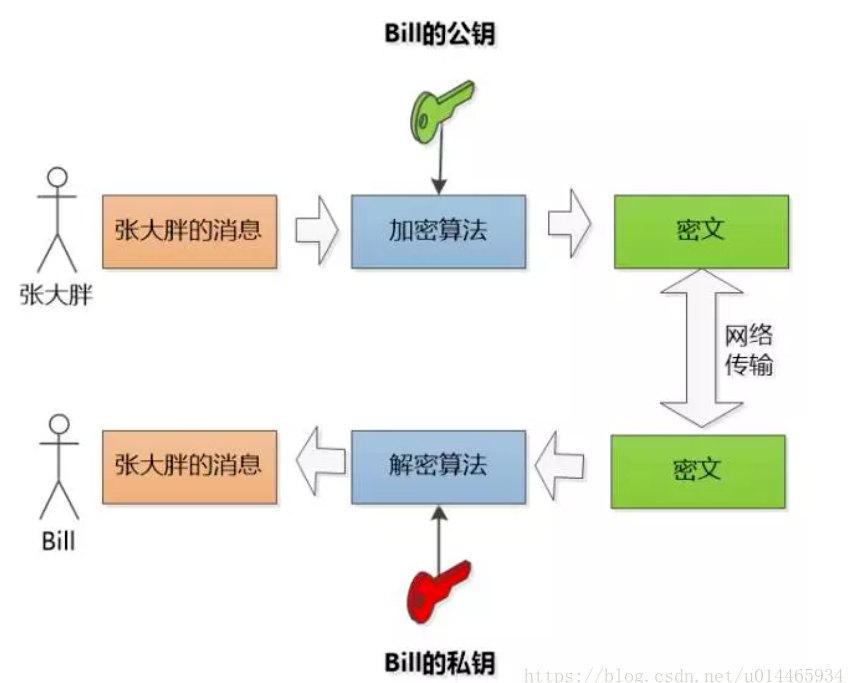 Bill的公钥
张大胖的消息
加密算法
密文
张大胖
网络
传输
张大胖的消息
解密算法
密文
Bill
Bill的私钥
https://blog.csdn.net/u014465934